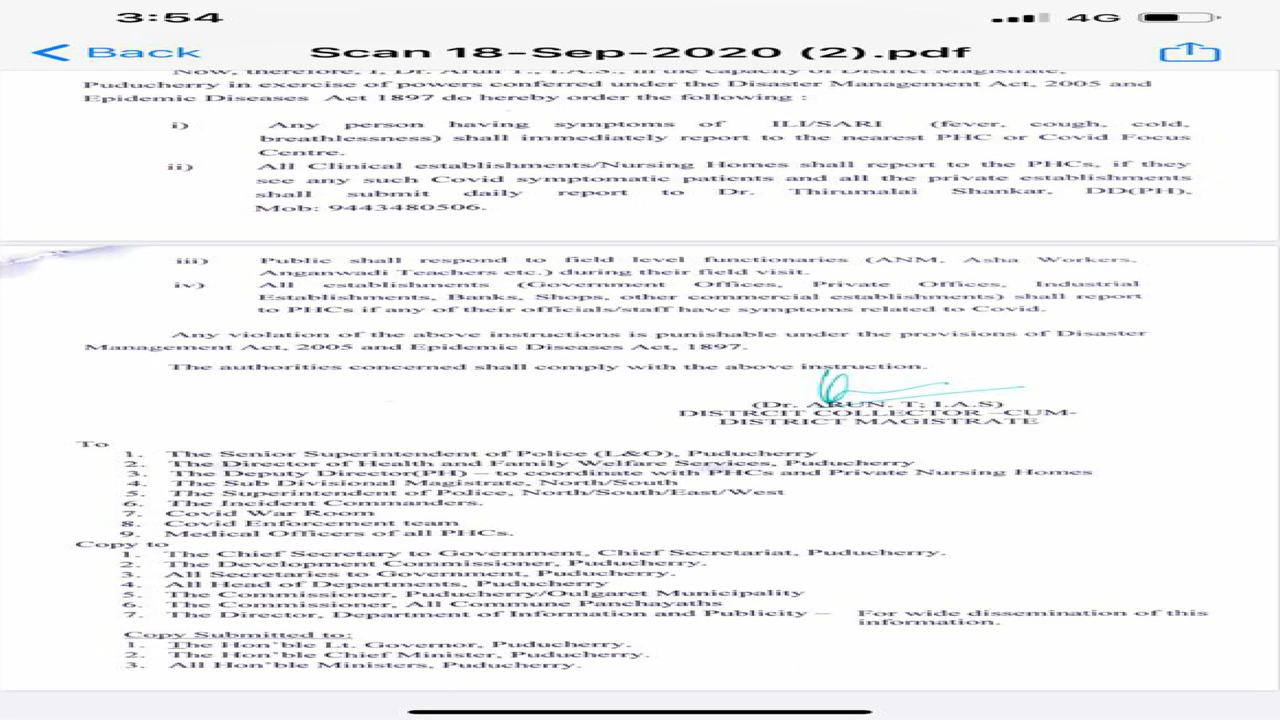 3:54 4G
Back Scan 18-Sep-2020 (2).pdf
Now, therefore, I, Dr. Arun T., I.A.S., in the capacity of District Magistrate,
Puducherry in exercise of powers conferred under the Disaster Management Act, 2005 and
Epidemic Diseases Act 1897 do hereby order the following :
i) Any person having symptoms of ILI/SARI (fever, cough, cold,
breathlessness) shall immediately report to the nearest PHC or Covid Focus
Centre.
ii) All Clinical establishments/Nursing Homes shall report to the PHCs, if they
see any such Covid symptomatic patients and all the private establishments
shall submit daily report to Dr. Thirumalai Shankar, DD(PH),
Mob: 9443480506.
iii) Public shall respond to field level functionaries (ANM, Asha Workers,
Anganwadi Teachers etc.) during their field visit.
iv) All establishments (Government Offices, Private Offices, Industrial
Establishments, Banks, Shops, other commercial establishments) shall report
to PHCs if any of their officials/staff have symptoms related to Covid.
Any violation of the above instructions is punishable under the provisions of Disaster
Management Act, 2005 and Epidemic Diseases Act, 1897.
The authorities concerned shall comply with the above instruction.
(Dr. ARUN. T; I.A.S)
DISTRCIT COLLECTOR –CUM-
DISTRICT MAGISTRATE
To
1. The Senior Superintendent of Police (L&O), Puducherry
2. The Director of Health and Family Welfare Services, Puducherry
3. The Deputy Director(PH) – to coordinate with PHCs and Private Nursing Homes
4. The Sub Divisional Magistrate, North/South
5. The Superintendent of Police, North/South/East/West
6. The Incident Commanders.
7. Covid War Room
8. Covid Enforcement team
9. Medical Officers of all PHCs.
Copy to
1. The Chief Secretary to Government, Chief Secretariat, Puducherry.
2. The Development Commissioner, Puducherry.
3. All Secretaries to Government, Puducherry.
4. All Head of Departments, Puducherry
5. The Commissioner, Puducherry/Oulgaret Municipality
6. The Commissioner, All Commune Panchayaths
7. The Director, Department of Information and Publicity – For wide dissemination of this
information.
Copy Submitted to:
1. The Hon'ble Lt. Governor, Puducherry.
2. The Hon'ble Chief Minister, Puducherry.
3. All Hon'ble Ministers, Puducherry.